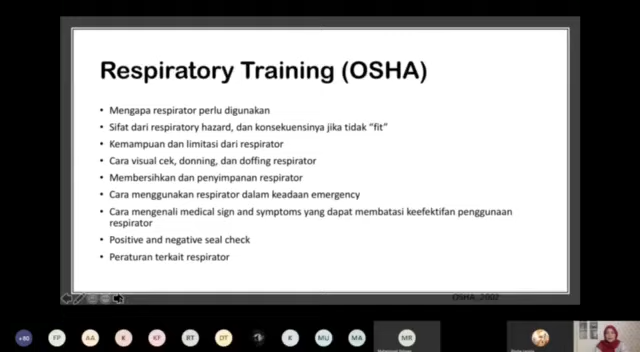 Respiratory Training (OSHA)
• Mengapa respirator perlu digunakan
• Sifat dari respiratory hazard, dan konsekuensinya jika tidak “fit”
• Kemampuan dan limitasi dari respirator
• Cara visual cek, donning, dan doffing respirator
• Membersihkan dan penyimpanan respirator
• Cara menggunakan respirator dalam keadaan emergency
• Cara mengenali medical sign and symptoms yang dapat membatasi keefektifan penggunaan
respirator
• Positive and negative seal check
• Peraturan terkait respirator
OSHA, 2002
+60 FP AA K KF RT DT R MU MA MR